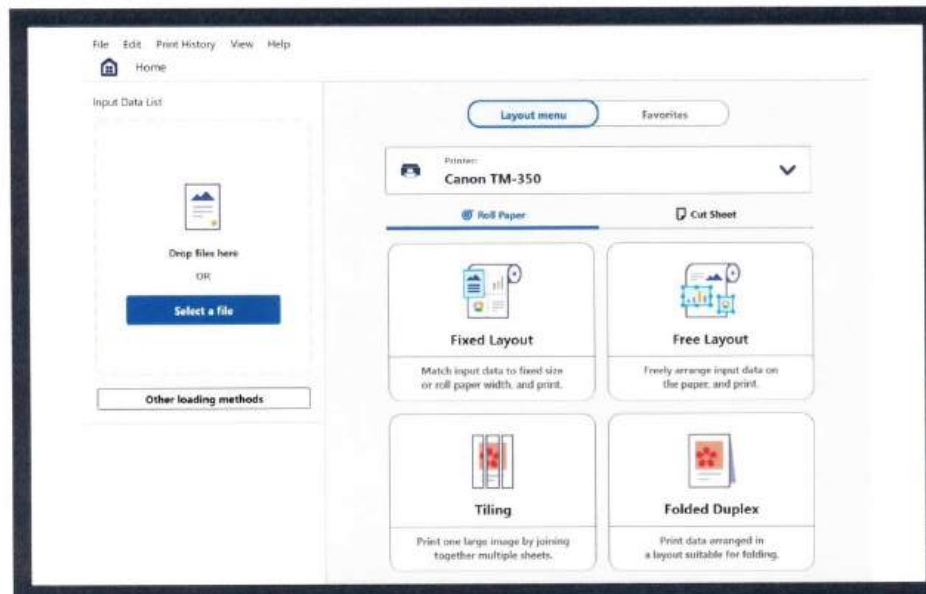 File Edit Print History View Help
Home
Input Data List
Drop files here
OR
Select a file
Other loading methods
Layout menu Favorites
Printer:
Canon TM-350
Roll Paper Cut Sheet
Fixed Layout
Match input data to fixed size
or roll paper width, and print.
Free Layout
Freely arrange input data on
the paper, and print.
Tiling
Print one large image by joining
together multiple sheets.
Folded Duplex
Print data arranged in
a layout suitable for folding.